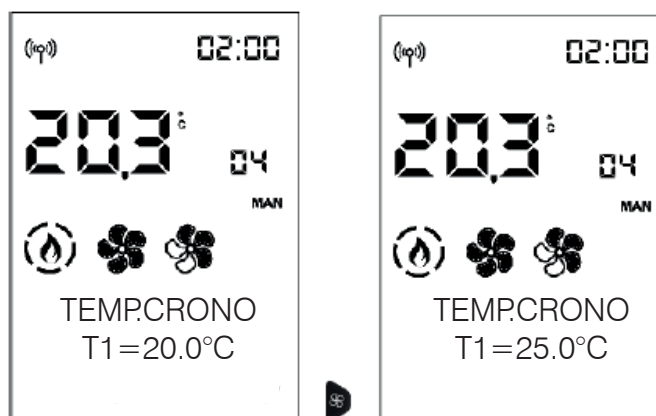 02:00
20,3 °C
04
MAN
TEMP.CRONO
T1=20.0°C
02:00
20,3 °C
04
MAN
TEMP.CRONO
T1=25.0°C